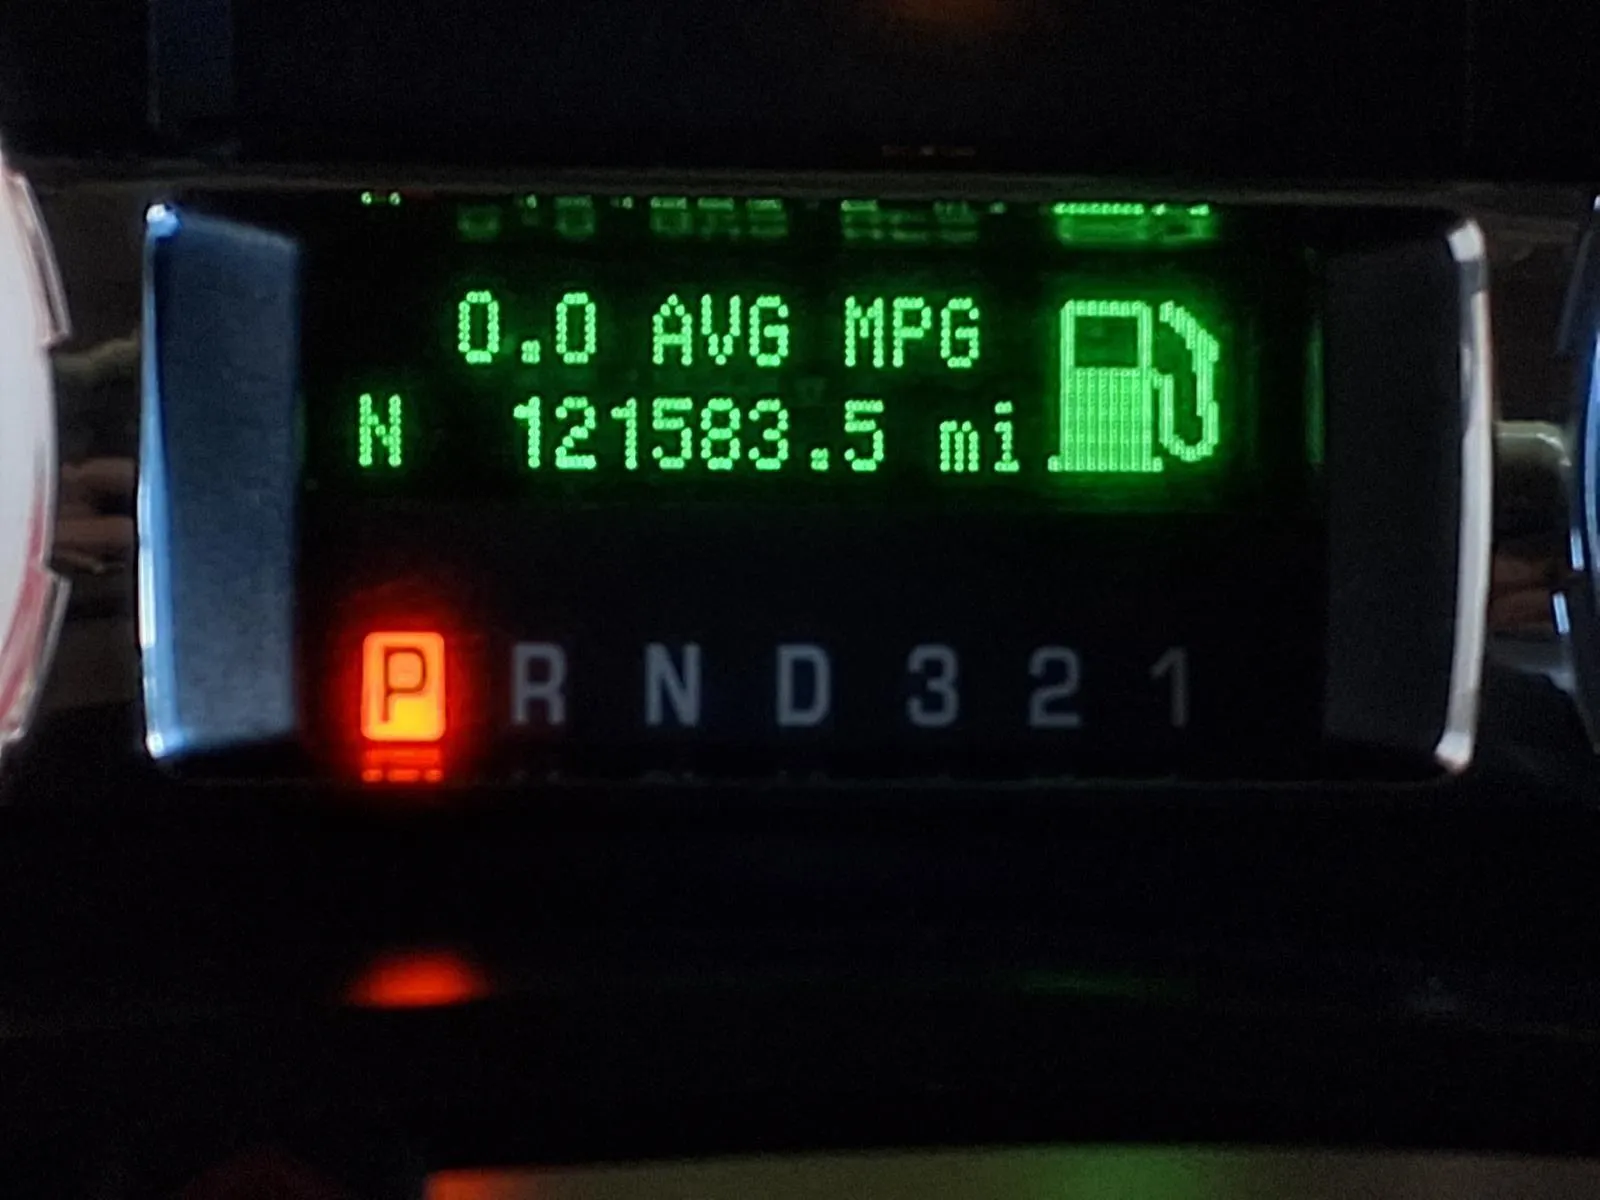 0.0 AVG MPG
N 121583.5 mi
P R N D 3 2 1